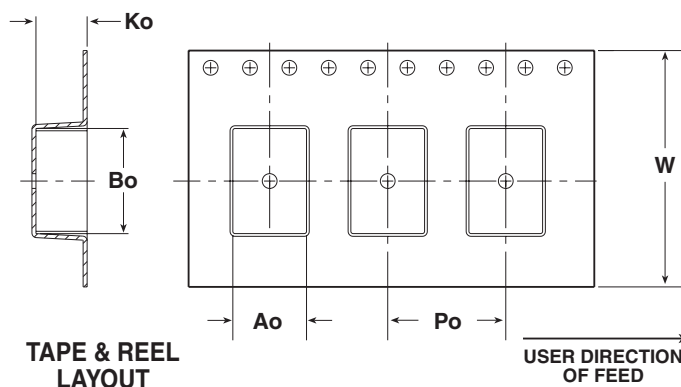 Ko
Bo
W
Ao
Po
TAPE & REEL
LAYOUT
USER DIRECTION
OF FEED